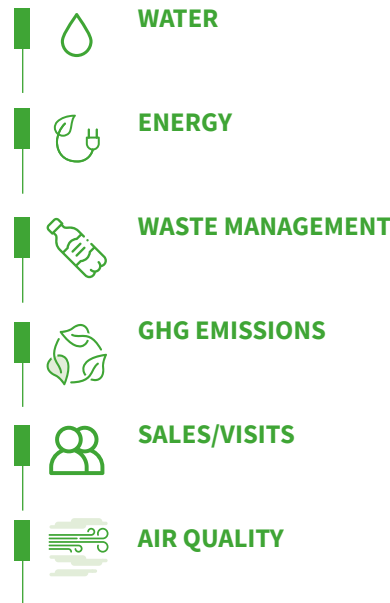 WATER
ENERGY
WASTE MANAGEMENT
GHG EMISSIONS
SALES/VISITS
AIR QUALITY